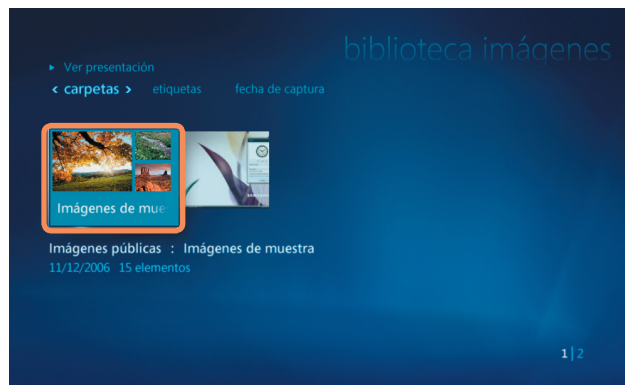 biblioteca imágenes
Ver presentación
< carpetas > etiquetas fecha de captura
Imágenes de mue
Imágenes públicas : Imágenes de muestra
11/12/2006 15 elementos
1 | 2